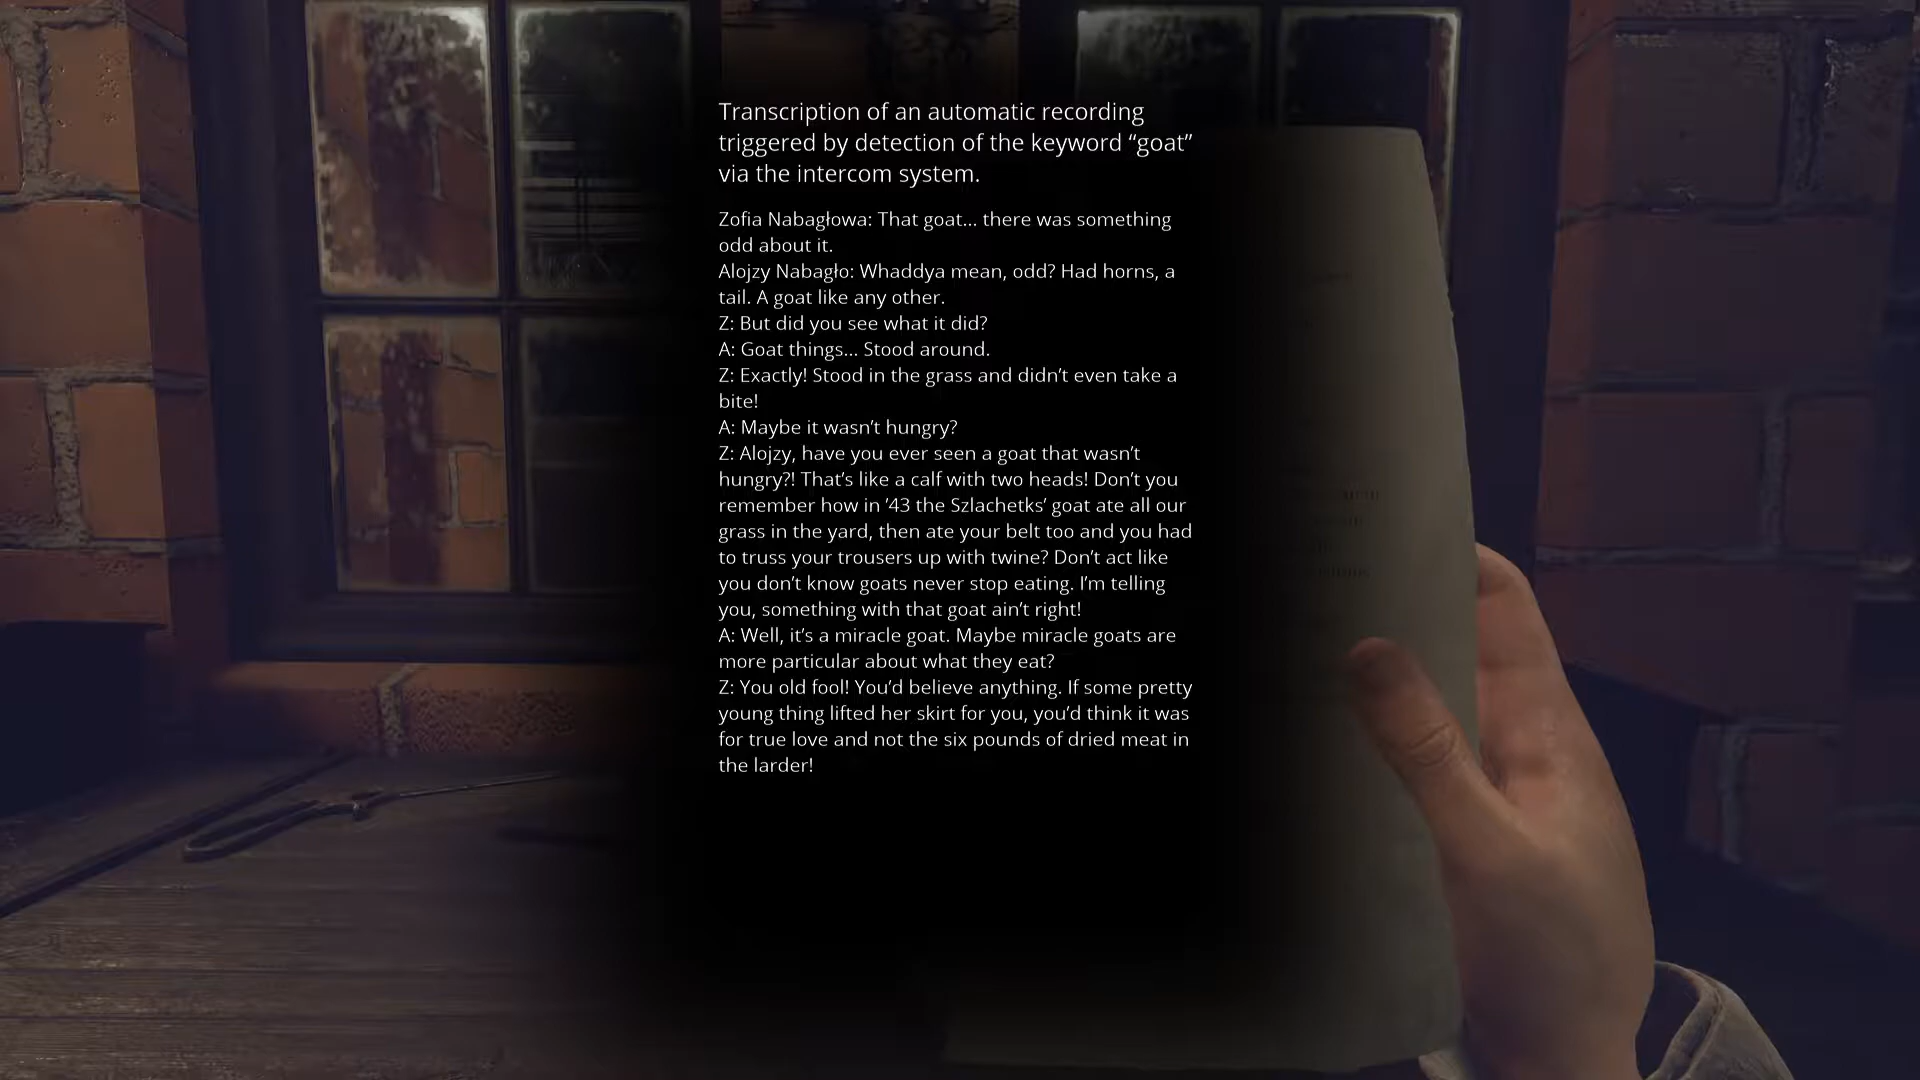 Transcription of an automatic recording
triggered by detection of the keyword “goat”
via the intercom system.
Zofia Nabagłowa: That goat... there was something
odd about it.
Alojzy Nabagło: Whaddya mean, odd? Had horns, a
tail. A goat like any other.
Z: But did you see what it did?
A: Goat things... Stood around.
Z: Exactly! Stood in the grass and didn’t even take a
bite!
A: Maybe it wasn’t hungry?
Z: Alojzy, have you ever seen a goat that wasn’t
hungry?! That’s like a calf with two heads! Don’t you
remember how in ’43 the Szlachetks’ goat ate all our
grass in the yard, then ate your belt too and you had
to truss your trousers up with twine? Don’t act like
you don’t know goats never stop eating. I’m telling
you, something with that goat ain’t right!
A: Well, it’s a miracle goat. Maybe miracle goats are
more particular about what they eat?
Z: You old fool! You’d believe anything. If some pretty
young thing lifted her skirt for you, you’d think it was
for true love and not the six pounds of dried meat in
the larder!